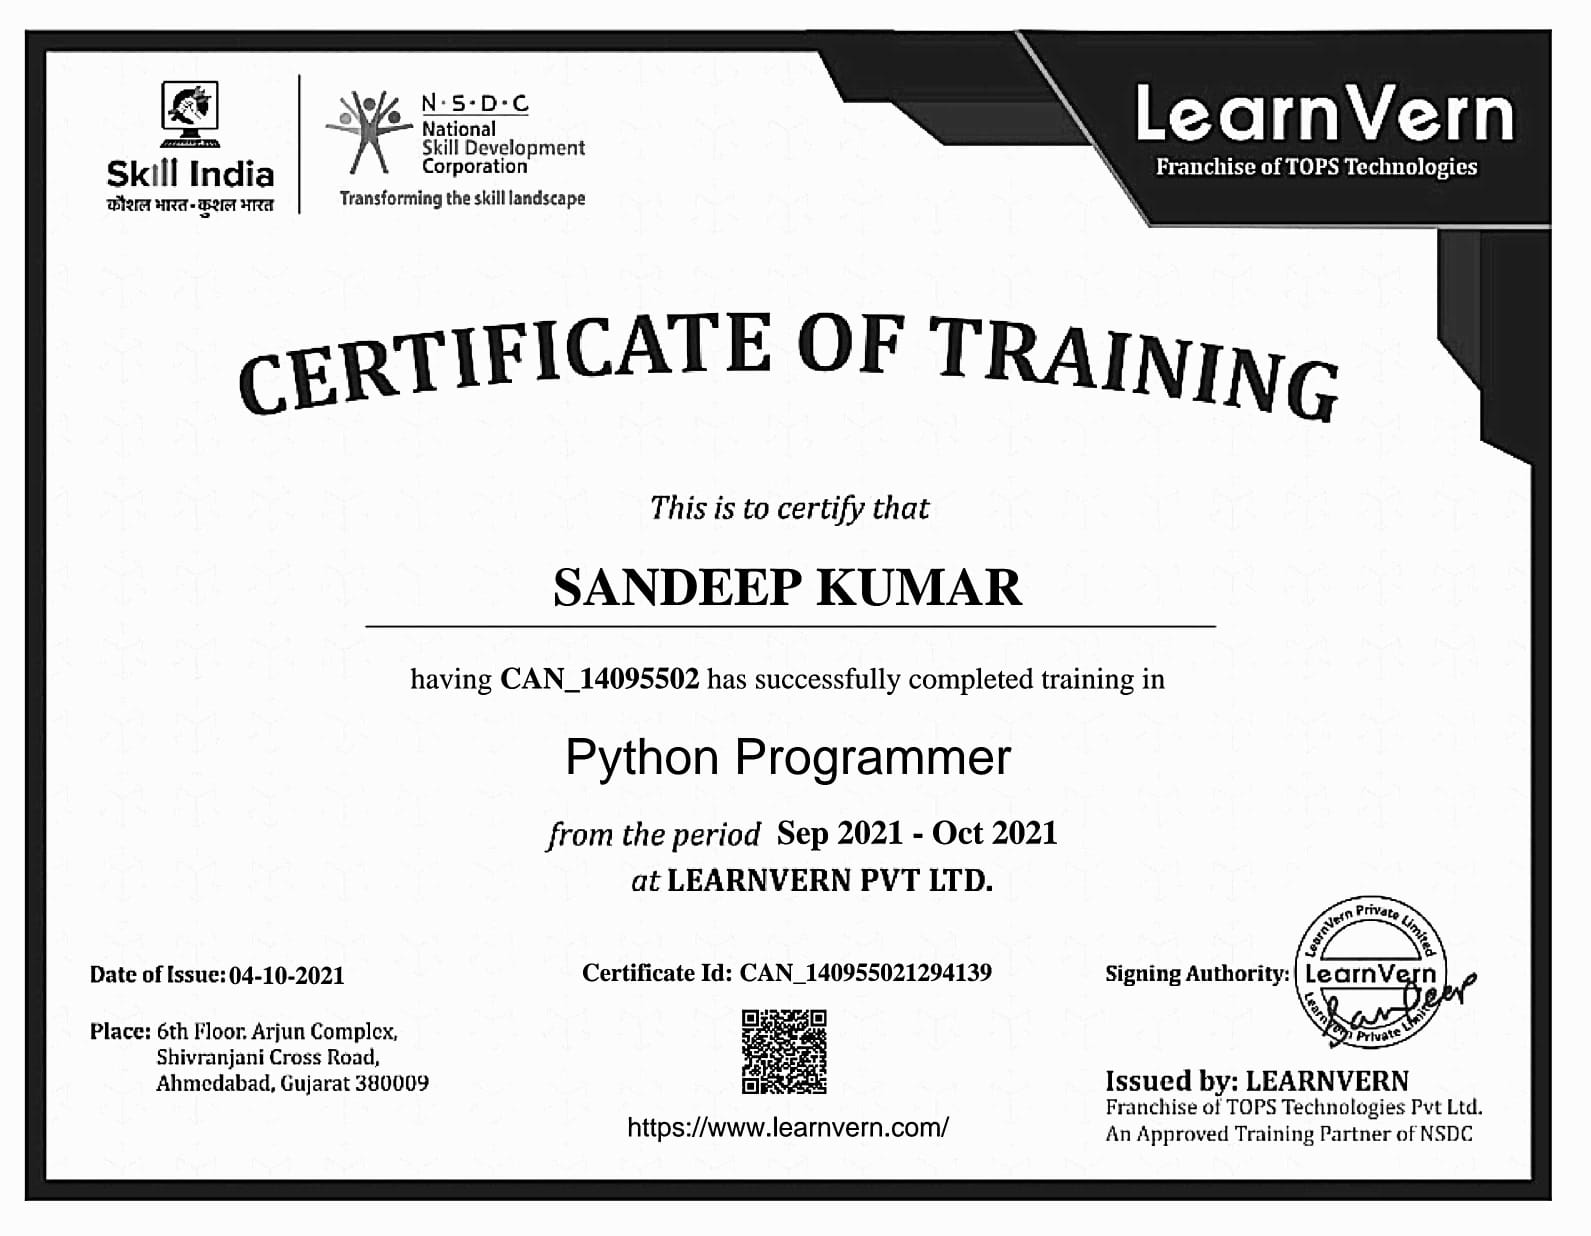 Skill India
कौशल भारत - कुशल भारत
N·S·D·C
National
Skill Development
Corporation
Transforming the skill landscape
LearnVern
Franchise of TOPS Technologies
CERTIFICATE OF TRAINING
This is to certify that
SANDEEP KUMAR
having CAN_14095502 has successfully completed training in
Python Programmer
from the period Sep 2021 - Oct 2021
at LEARNVERN PVT LTD.
Date of Issue: 04-10-2021
Place: 6th Floor. Arjun Complex,
Shivranjani Cross Road,
Ahmedabad, Gujarat 380009
Certificate Id: CAN_140955021294139
https://www.learnvern.com/
Signing Authority:
LearnVern Private Limited
LearnVern
LearnVern Private Limited
Sandeep
Issued by: LEARNVERN
Franchise of TOPS Technologies Pvt Ltd.
An Approved Training Partner of NSDC